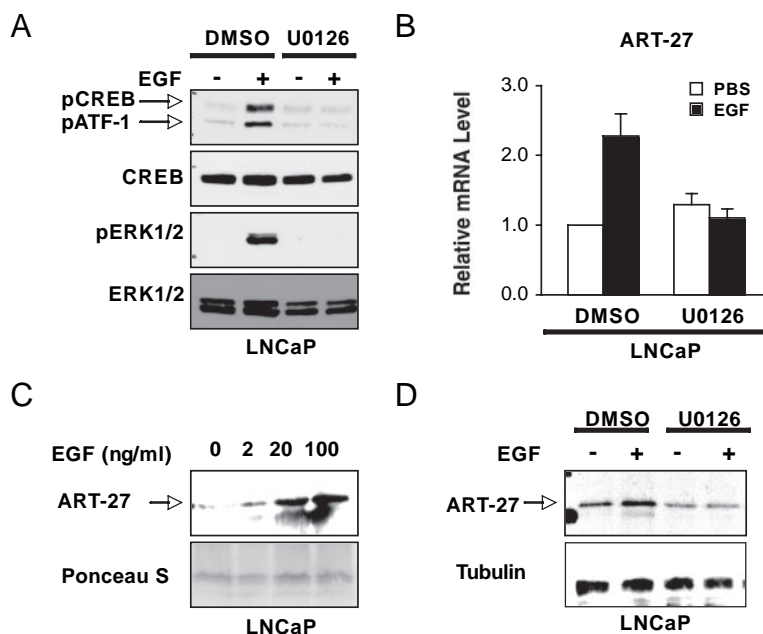 A
DMSO U0126
EGF - + - +
pCREB
pATF-1
CREB
pERK1/2
ERK1/2
LNCaP
B
ART-27
Relative mRNA Level
3.0
2.0
1.0
0.0
PBS
EGF
DMSO U0126
LNCaP
C
EGF (ng/ml) 0 2 20 100
ART-27
Ponceau S
LNCaP
D
DMSO U0126
EGF - + - +
ART-27
Tubulin
LNCaP